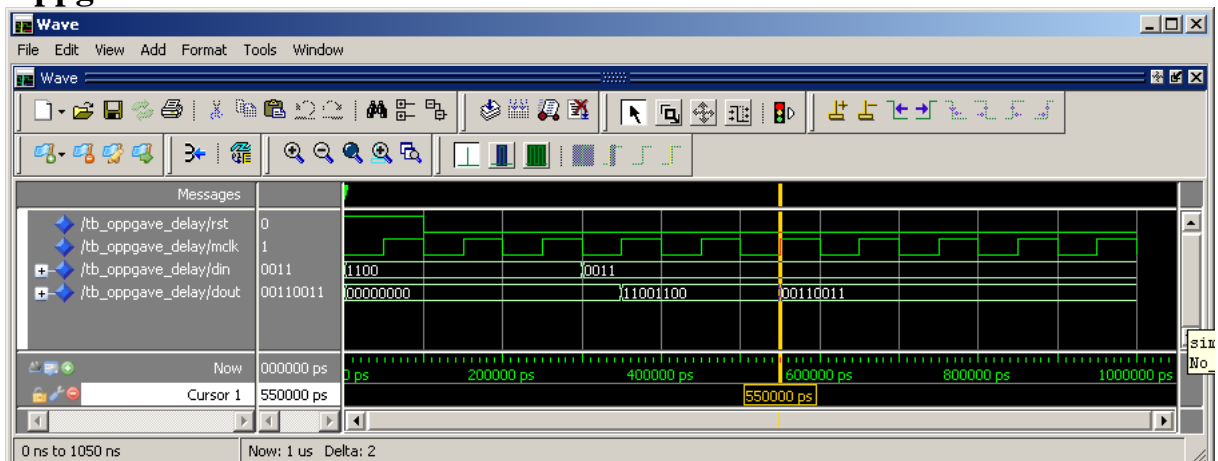 Wave
File Edit View Add Format Tools Window
Wave
Messages
/tb_oppgave_delay/rst 0
/tb_oppgave_delay/mclk 1
/tb_oppgave_delay/din 0011 1100 0011
/tb_oppgave_delay/dout 00110011 00000000 11001100 00110011
sim
No_
Now 000000 ps 0 ps 200000 ps 400000 ps 600000 ps 800000 ps 1000000 ps
Cursor 1 550000 ps 550000 ps
0 ns to 1050 ns Now: 1 us Delta: 2